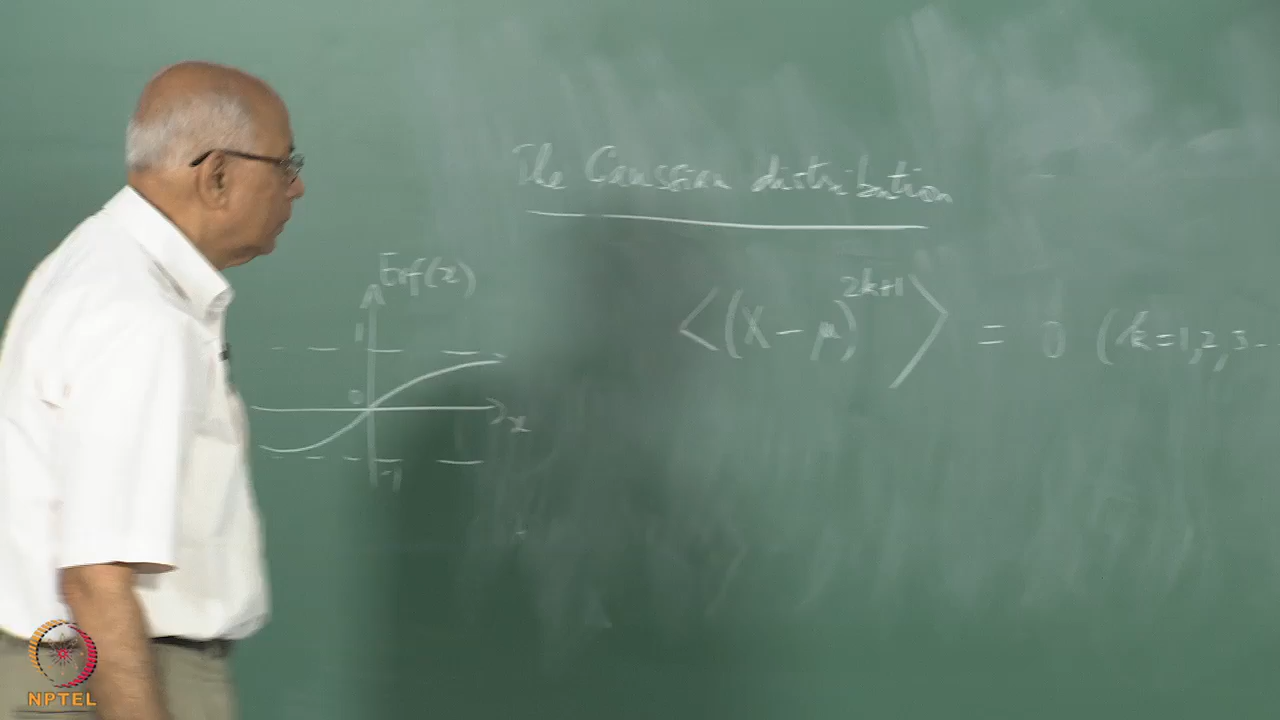 The Gaussian distribution
Erf(x)
1
0
x
-1
⟨(X − μ)^{2k+1}⟩ = 0 (k=1,2,3--
NPTEL